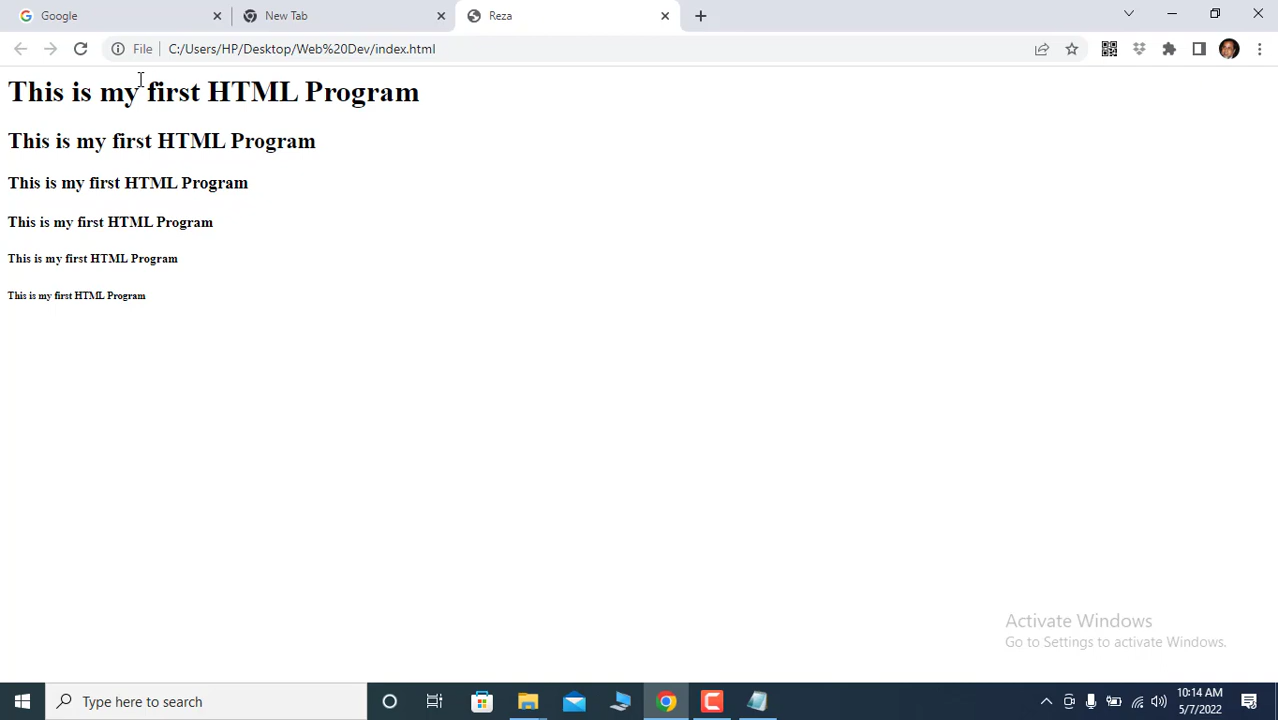 Google
New Tab
Reza
File
C:/Users/HP/Desktop/Web%20Dev/index.html
This is my first HTML Program
This is my first HTML Program
This is my first HTML Program
This is my first HTML Program
This is my first HTML Program
This is my first HTML Program
Activate Windows
Go to Settings to activate Windows.
Type here to search
10:14 AM
5/7/2022